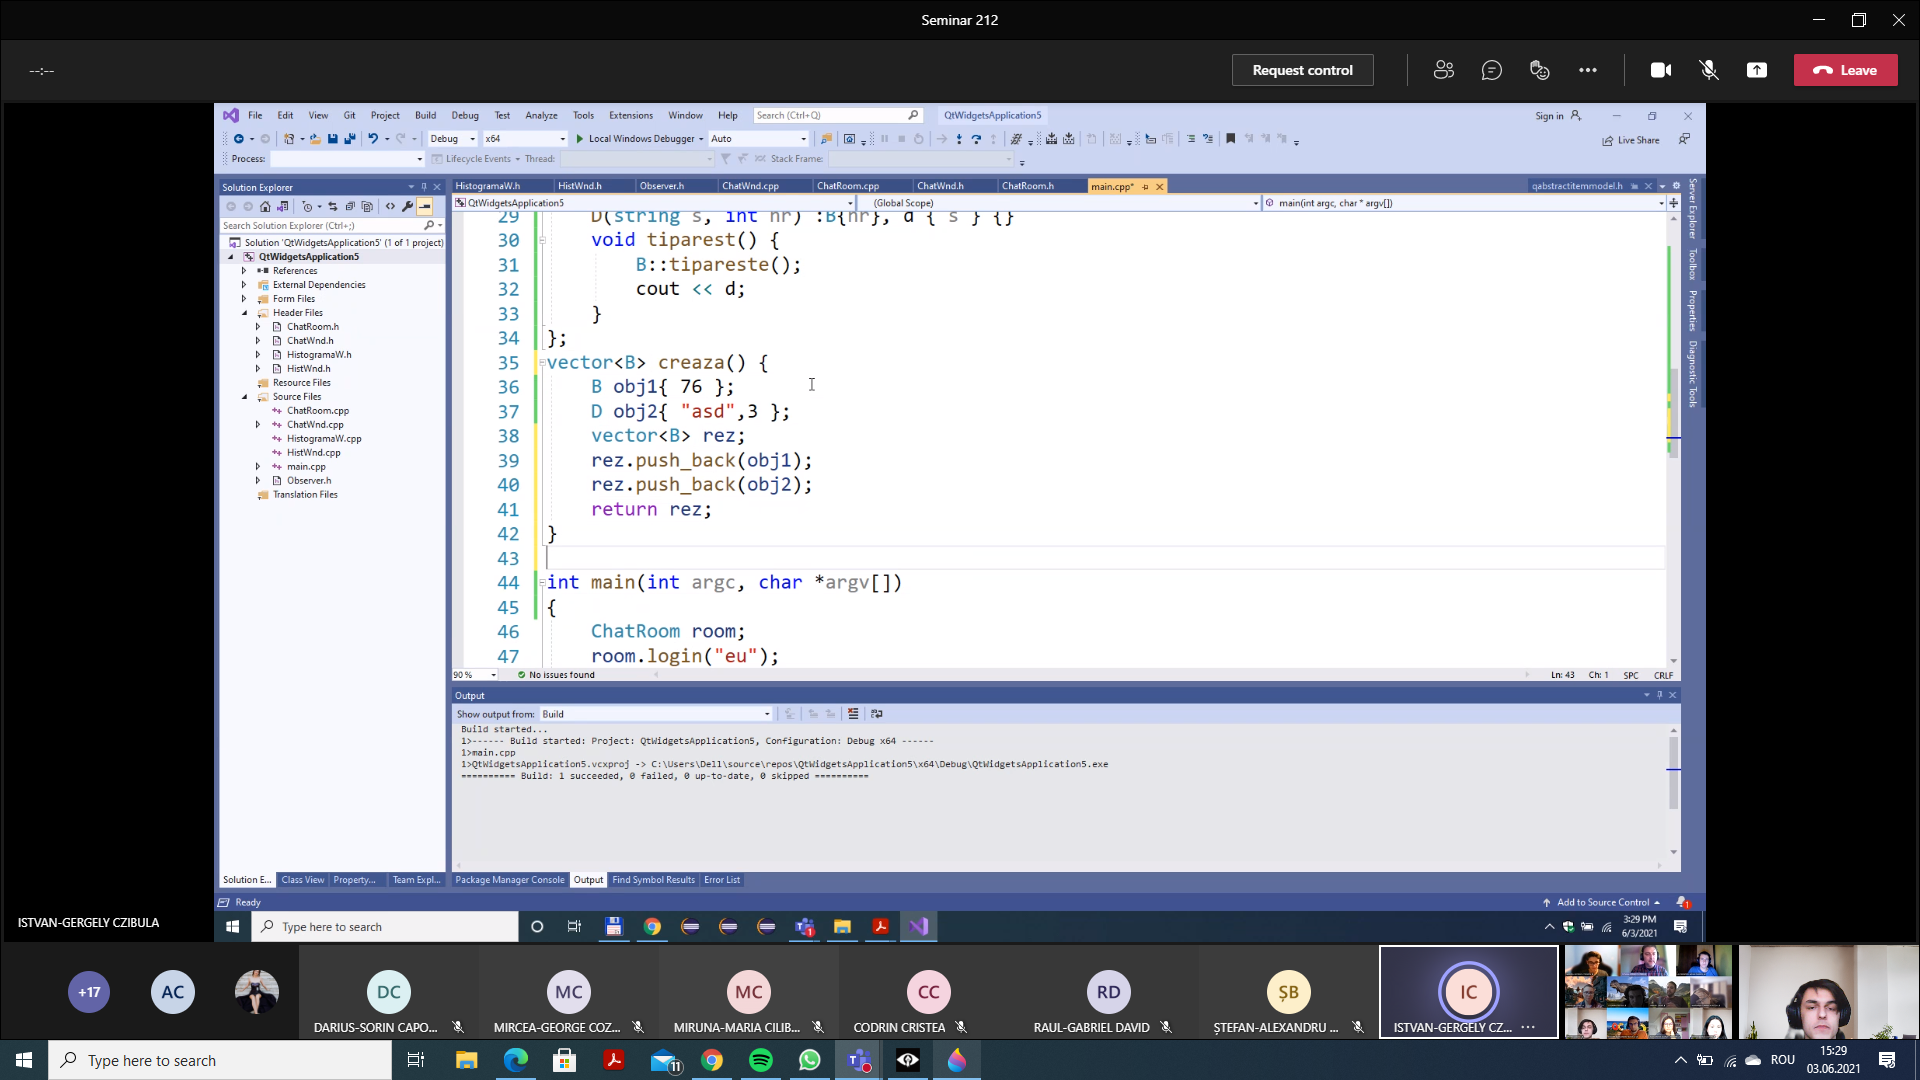 Seminar 212
--:--
Request control
Leave
File Edit View Git Project Build Debug Test Analyze Tools Extensions Window Help Search (Ctrl+Q) QtWidgetsApplication5 Sign in
Debug x64 Local Windows Debugger Auto Live Share
Process: Lifecycle Events Thread: Stack Frame:
Solution Explorer
Search Solution Explorer (Ctrl+;)
Solution 'QtWidgetsApplication5' (1 of 1 project)
QtWidgetsApplication5
References
External Dependencies
Form Files
Header Files
ChatRoom.h
ChatWnd.h
HistogramaW.h
HistWnd.h
Resource Files
Source Files
ChatRoom.cpp
ChatWnd.cpp
HistogramaW.cpp
HistWnd.cpp
main.cpp
Observer.h
Translation Files
Solution E... Class View Property... Team Expl...
HistogramaW.h HistWnd.h Observer.h ChatWnd.cpp ChatRoom.cpp ChatWnd.h ChatRoom.h main.cpp* qabstractitemmodel.h
QtWidgetsApplication5 (Global Scope) main(int argc, char * argv[])
29 D(string s, int nr) :B{nr}, d { s } {}
30 void tiparest() {
31 B::tipareste();
32 cout << d;
33 }
34 };
35 vector<B> creaza() {
36 B obj1{ 76 };
37 D obj2{ "asd",3 };
38 vector<B> rez;
39 rez.push_back(obj1);
40 rez.push_back(obj2);
41 return rez;
42 }
43
44 int main(int argc, char *argv[])
45 {
46 ChatRoom room;
47 room.login("eu");
90 % No issues found Ln: 43 Ch: 1 SPC CRLF
Server Explorer
Toolbox
Properties
Diagnostic Tools
Output
Show output from: Build
Build started...
1>------ Build started: Project: QtWidgetsApplication5, Configuration: Debug x64 ------
1>main.cpp
1>QtWidgetsApplication5.vcxproj -> C:\Users\Dell\source\repos\QtWidgetsApplication5\x64\Debug\QtWidgetsApplication5.exe
========== Build: 1 succeeded, 0 failed, 0 up-to-date, 0 skipped ==========
Package Manager Console Output Find Symbol Results Error List
Ready Add to Source Control 1
ISTVAN-GERGELY CZIBULA
Type here to search
3:29 PM
6/3/2021
+17 AC DC MC MC CC RD ȘB IC
DARIUS-SORIN CAPO... MIRCEA-GEORGE COZ... MIRUNA-MARIA CILIB... CODRIN CRISTEA RAUL-GABRIEL DAVID ȘTEFAN-ALEXANDRU ... ISTVAN-GERGELY CZ...
Type here to search
11
ROU
15:29
03.06.2021